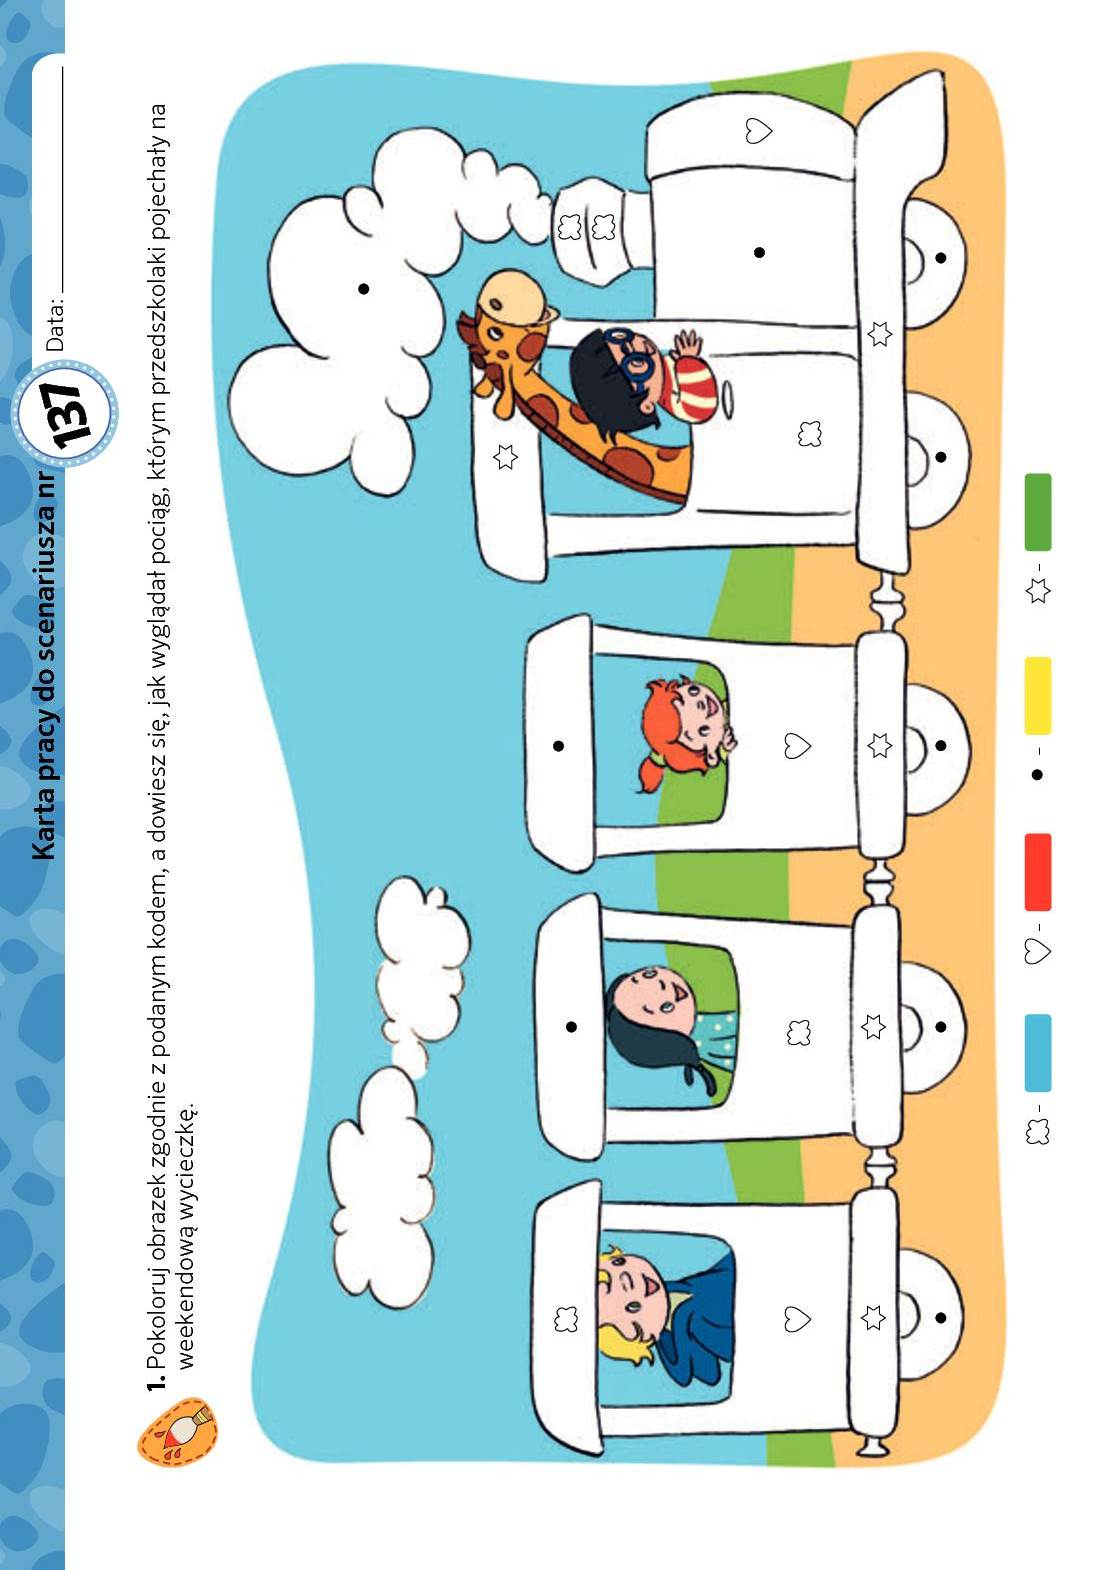 Karta pracy do scenariusza nr 137 Data:
1. Pokoloruj obrazek zgodnie z podanym kodem, a dowiesz się, jak wyglądał pociąg, którym przedszkolaki pojechały na
weekendową wycieczkę.